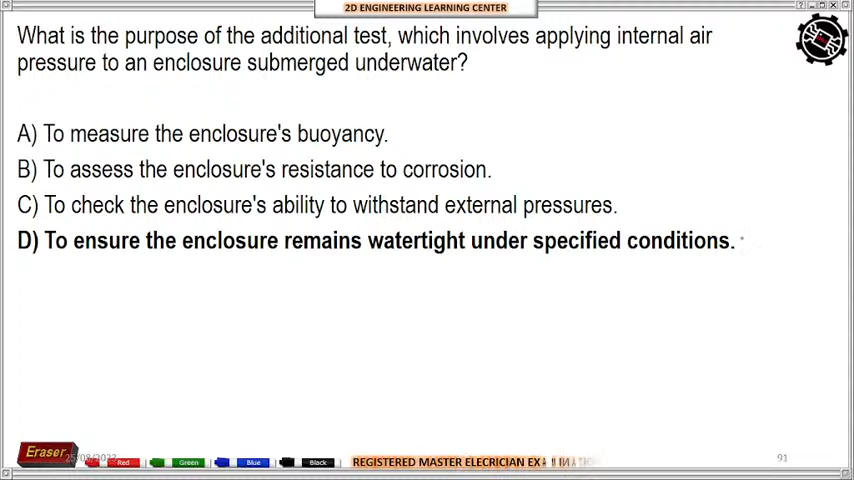 2D ENGINEERING LEARNING CENTER
What is the purpose of the additional test, which involves applying internal air
pressure to an enclosure submerged underwater?
A) To measure the enclosure's buoyancy.
B) To assess the enclosure's resistance to corrosion.
C) To check the enclosure's ability to withstand external pressures.
D) To ensure the enclosure remains watertight under specified conditions.
Eraser
Red Green Blue Black
REGISTERED MASTER ELECRICIAN
91